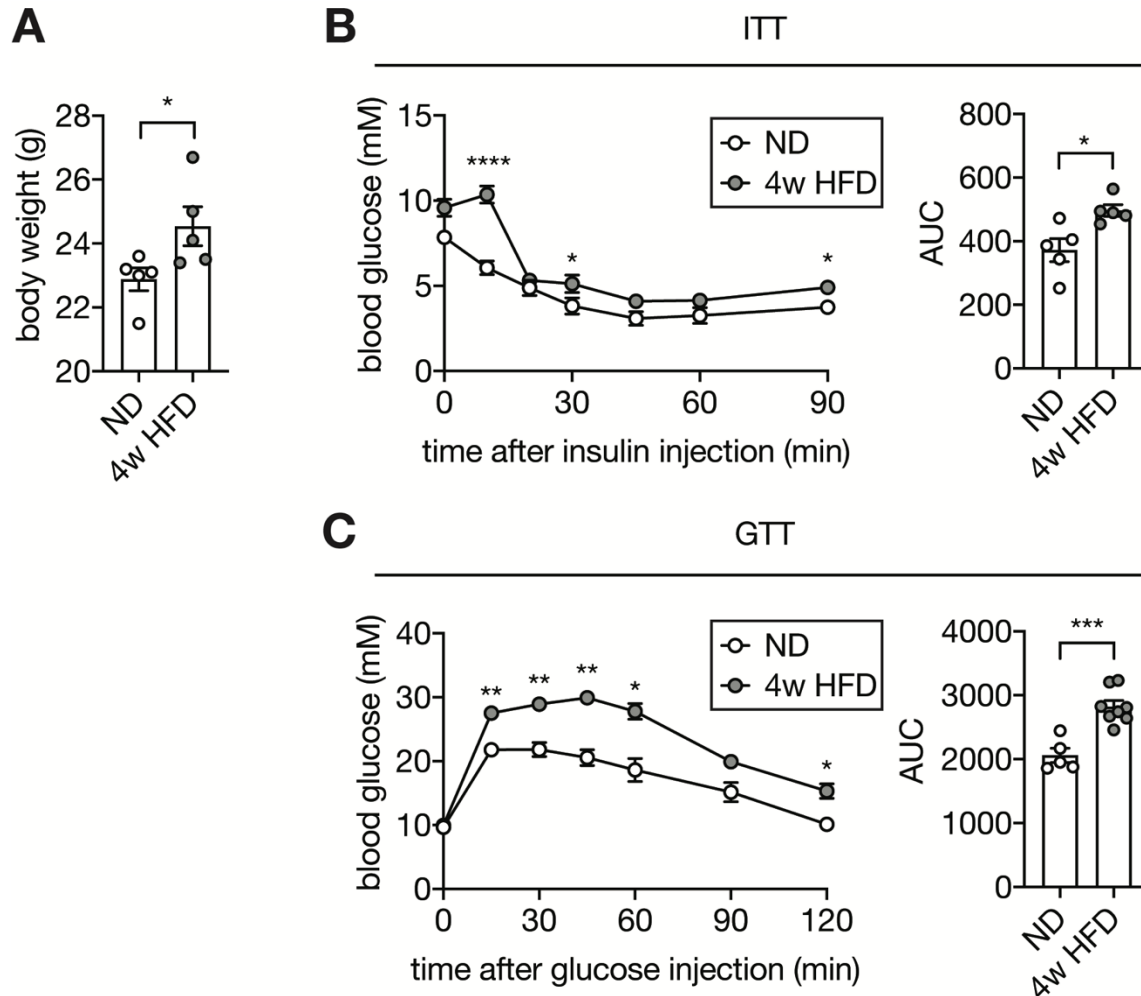 A
*
28
26
24
22
20
body weight (g)
ND
4w HFD
B
ITT
15
10
5
0
blood glucose (mM)
****
*
*
ND
4w HFD
0
30
60
90
time after insulin injection (min)
800
600
400
200
0
AUC
*
ND
4w HFD
C
GTT
40
30
20
10
0
blood glucose (mM)
**
**
**
*
*
ND
4w HFD
0
30
60
90
120
time after glucose injection (min)
4000
3000
2000
1000
0
AUC
***
ND
4w HFD